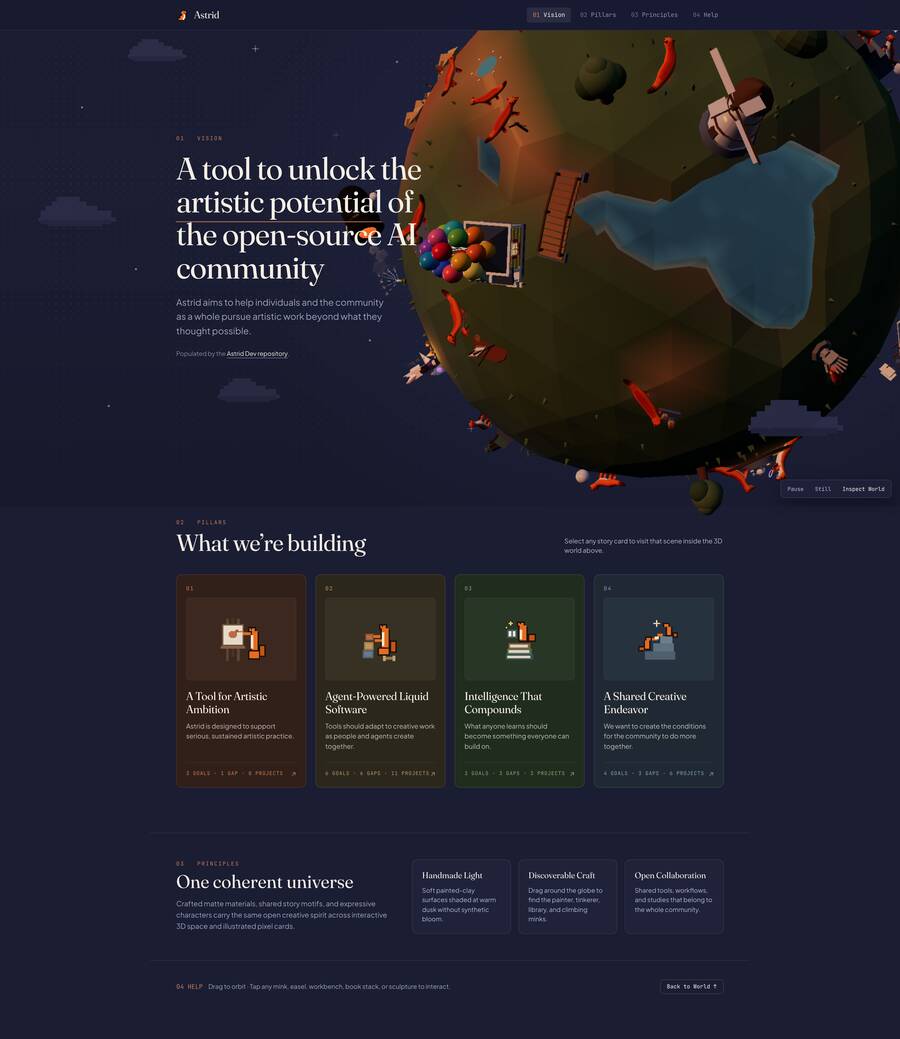 Astrid
01 Vision
02 Pillars
03 Principles
04 Help
01 VISION
A tool to unlock the
artistic potential of
the open-source AI
community
Astrid aims to help individuals and the community
as a whole pursue artistic work beyond what they
thought possible.
Populated by the Astrid Dev repository.
Pause Still Inspect World
02 PILLARS
What we're building
Select any story card to visit that scene inside the 3D
world above.
01
A Tool for Artistic
Ambition
Astrid is designed to support
serious, sustained artistic practice.
3 GOALS · 1 GAP · 0 PROJECTS ↗
02
Agent-Powered Liquid
Software
Tools should adapt to creative work
as people and agents create
together.
6 GOALS · 6 GAPS · 11 PROJECTS ↗
03
Intelligence That
Compounds
What anyone learns should
become something everyone can
build on.
3 GOALS · 3 GAPS · 3 PROJECTS ↗
04
A Shared Creative
Endeavor
We want to create the conditions
for the community to do more
together.
4 GOALS · 3 GAPS · 6 PROJECTS ↗
03 PRINCIPLES
One coherent universe
Crafted matte materials, shared story motifs, and expressive
characters carry the same open creative spirit across interactive
3D space and illustrated pixel cards.
Handmade Light
Soft painted-clay
surfaces shaded at warm
dusk without synthetic
bloom.
Discoverable Craft
Drag around the globe to
find the painter, tinkerer,
library, and climbing
minks.
Open Collaboration
Shared tools, workflows,
and studies that belong to
the whole community.
04 HELP Drag to orbit · Tap any mink, easel, workbench, book stack, or sculpture to interact.
Back to World ↑